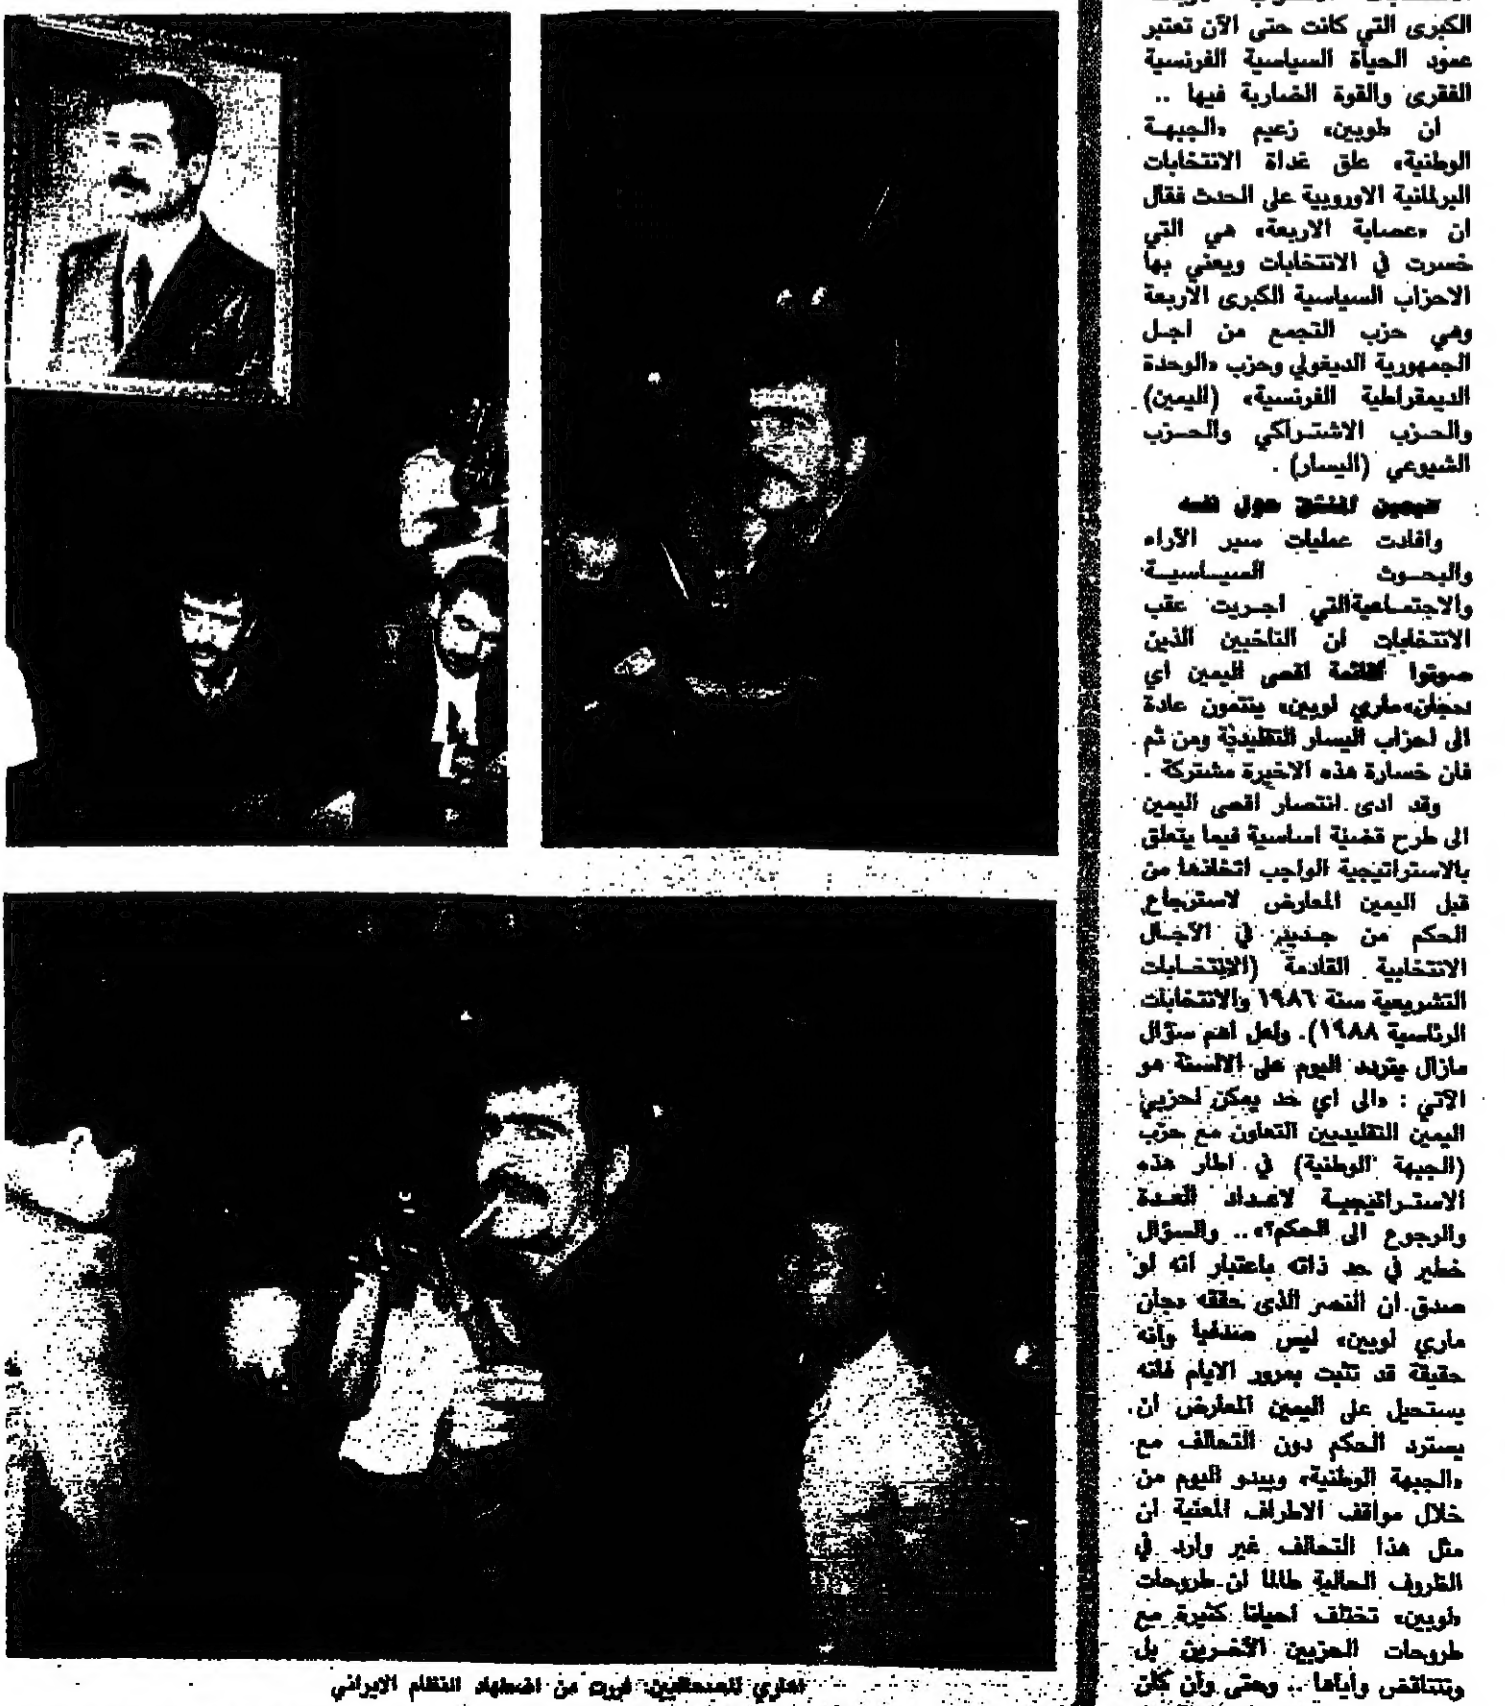 الكبرى التي كانت حتى الآن تعتبر
عمود الحياة السياسية الفرنسية
الفقرى والقوة الضاربة فيها ..
ان «لوبين» زعيم «الجبهة
الوطنية» علق غداة الانتخابات
البرلمانية الاوروبية على الحدث فقال
ان «عصابة الاربعة» هي التي
خسرت في الانتخابات ويعني بها
الاحزاب السياسية الكبرى الاربعة
وهي حزب التجمع من اجل
الجمهورية الديغولي وحزب «الوحدة
الديمقراطية الفرنسية» (اليمين)
والحزب الاشتراكي والحزب
الشيوعي (اليسار) .
حول نفسه
وافادت عمليات سبر الآراء
والبحوث السياسية
والاجتماعيةالتي اجريت عقب
الانتخابات ان الناخبين الذين
صوتوا لقائمة اقصى اليمين اي
لـ«جان»ماري لوبين» ينتمون عادة
الى احزاب اليسار التقليدية ومن ثم
فان خسارة هذه الاخيرة مشتركة .
وقد ادى انتصار اقصى اليمين
الى طرح قضية اساسية فيما يتعلق
بالاستراتيجية الواجب اتخاذها من
قبل اليمين المعارض لاسترجاع
الحكم من جديد في الآجال
الانتخابية القادمة (الانتخابات
التشريعية سنة ١٩٨٦ والانتخابات
الرئاسية ١٩٨٨). ولعل اهم سؤال
مازال يتردد اليوم على الالسنة هو
الآتي : «الى اي حد يمكن لحزبي
اليمين التقليديين التعاون مع حزب
(الجبهة الوطنية) في اطار هذه
الاستراتيجية لاعداد العدة
والرجوع الى الحكم؟» .. والسؤال
خطير في حد ذاته باعتبار انه لو
صدق ان النصر الذى حققه «جان
ماري لوبين» ليس صدفيا وانه
حقيقة قد تثبت بمرور الايام فانه
يستحيل على اليمين المعارض ان
يسترد الحكم دون التحالف مع
«الجبهة الوطنية» ويبدو اليوم من
خلال مواقف الاطراف المعنية ان
مثل هذا التحالف غير وارد في
الظروف الحالية طالما ان طروحات
«لوبين» تختلف احيانا كثيرة مع
طروحات الحزبين الآخرين بل
وتتناقض واياها .. وحتى وان كان
اهاري للصحافيين: فررت من اضطهاد النظام الايراني